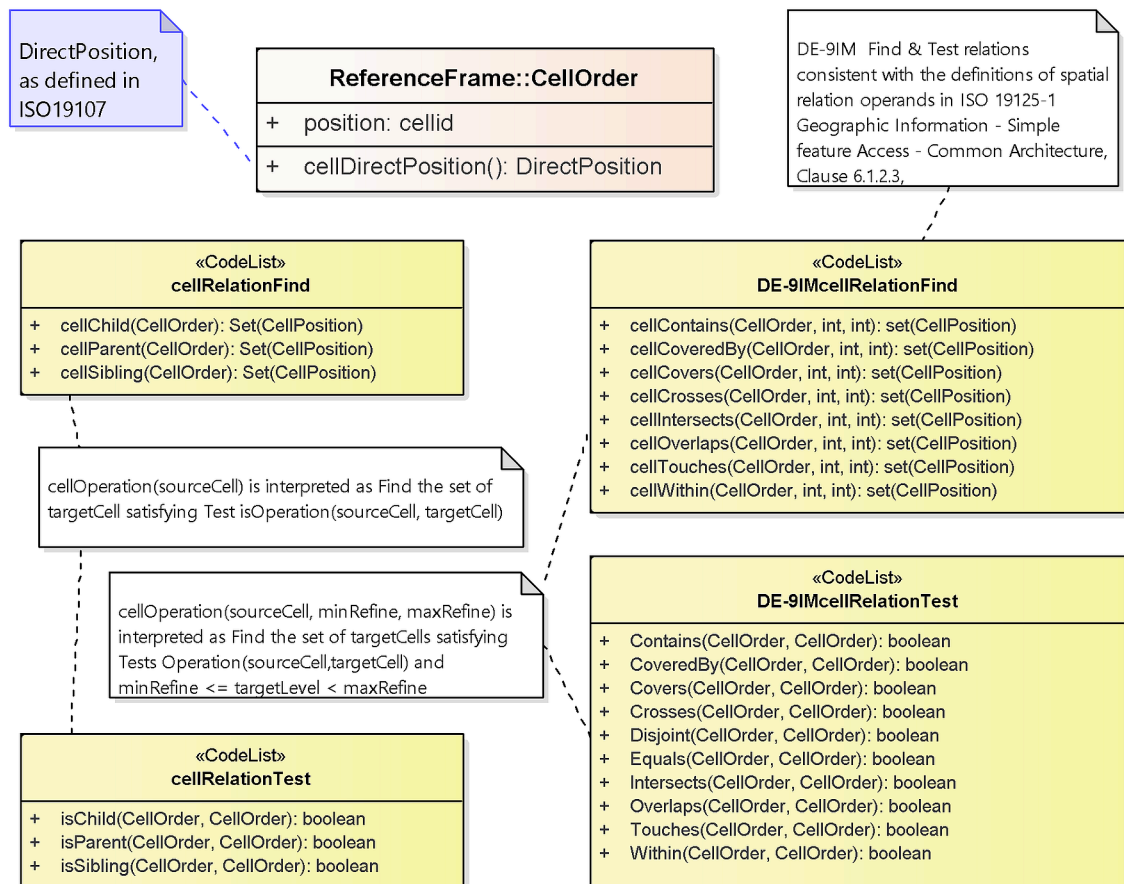 DirectPosition,
as defined in
ISO19107
ReferenceFrame::CellOrder
+ position: cellid
+ cellDirectPosition(): DirectPosition
DE-9IM Find & Test relations
consistent with the definitions of spatial
relation operands in ISO 19125-1
Geographic Information - Simple
feature Access - Common Architecture,
Clause 6.1.2.3,
«CodeList»
cellRelationFind
+ cellChild(CellOrder): Set(CellPosition)
+ cellParent(CellOrder): Set(CellPosition)
+ cellSibling(CellOrder): Set(CellPosition)
«CodeList»
DE-9IMcellRelationFind
+ cellContains(CellOrder, int, int): set(CellPosition)
+ cellCoveredBy(CellOrder, int, int): set(CellPosition)
+ cellCovers(CellOrder, int, int): set(CellPosition)
+ cellCrosses(CellOrder, int, int): set(CellPosition)
+ cellIntersects(CellOrder, int, int): set(CellPosition)
+ cellOverlaps(CellOrder, int, int): set(CellPosition)
+ cellTouches(CellOrder, int, int): set(CellPosition)
+ cellWithin(CellOrder, int, int): set(CellPosition)
cellOperation(sourceCell) is interpreted as Find the set of
targetCell satisfying Test isOperation(sourceCell, targetCell)
cellOperation(sourceCell, minRefine, maxRefine) is
interpreted as Find the set of targetCells satisfying
Tests Operation(sourceCell,targetCell) and
minRefine <= targetLevel < maxRefine
«CodeList»
DE-9IMcellRelationTest
+ Contains(CellOrder, CellOrder): boolean
+ CoveredBy(CellOrder, CellOrder): boolean
+ Covers(CellOrder, CellOrder): boolean
+ Crosses(CellOrder, CellOrder): boolean
+ Disjoint(CellOrder, CellOrder): boolean
+ Equals(CellOrder, CellOrder): boolean
+ Intersects(CellOrder, CellOrder): boolean
+ Overlaps(CellOrder, CellOrder): boolean
+ Touches(CellOrder, CellOrder): boolean
+ Within(CellOrder, CellOrder): boolean
«CodeList»
cellRelationTest
+ isChild(CellOrder, CellOrder): boolean
+ isParent(CellOrder, CellOrder): boolean
+ isSibling(CellOrder, CellOrder): boolean